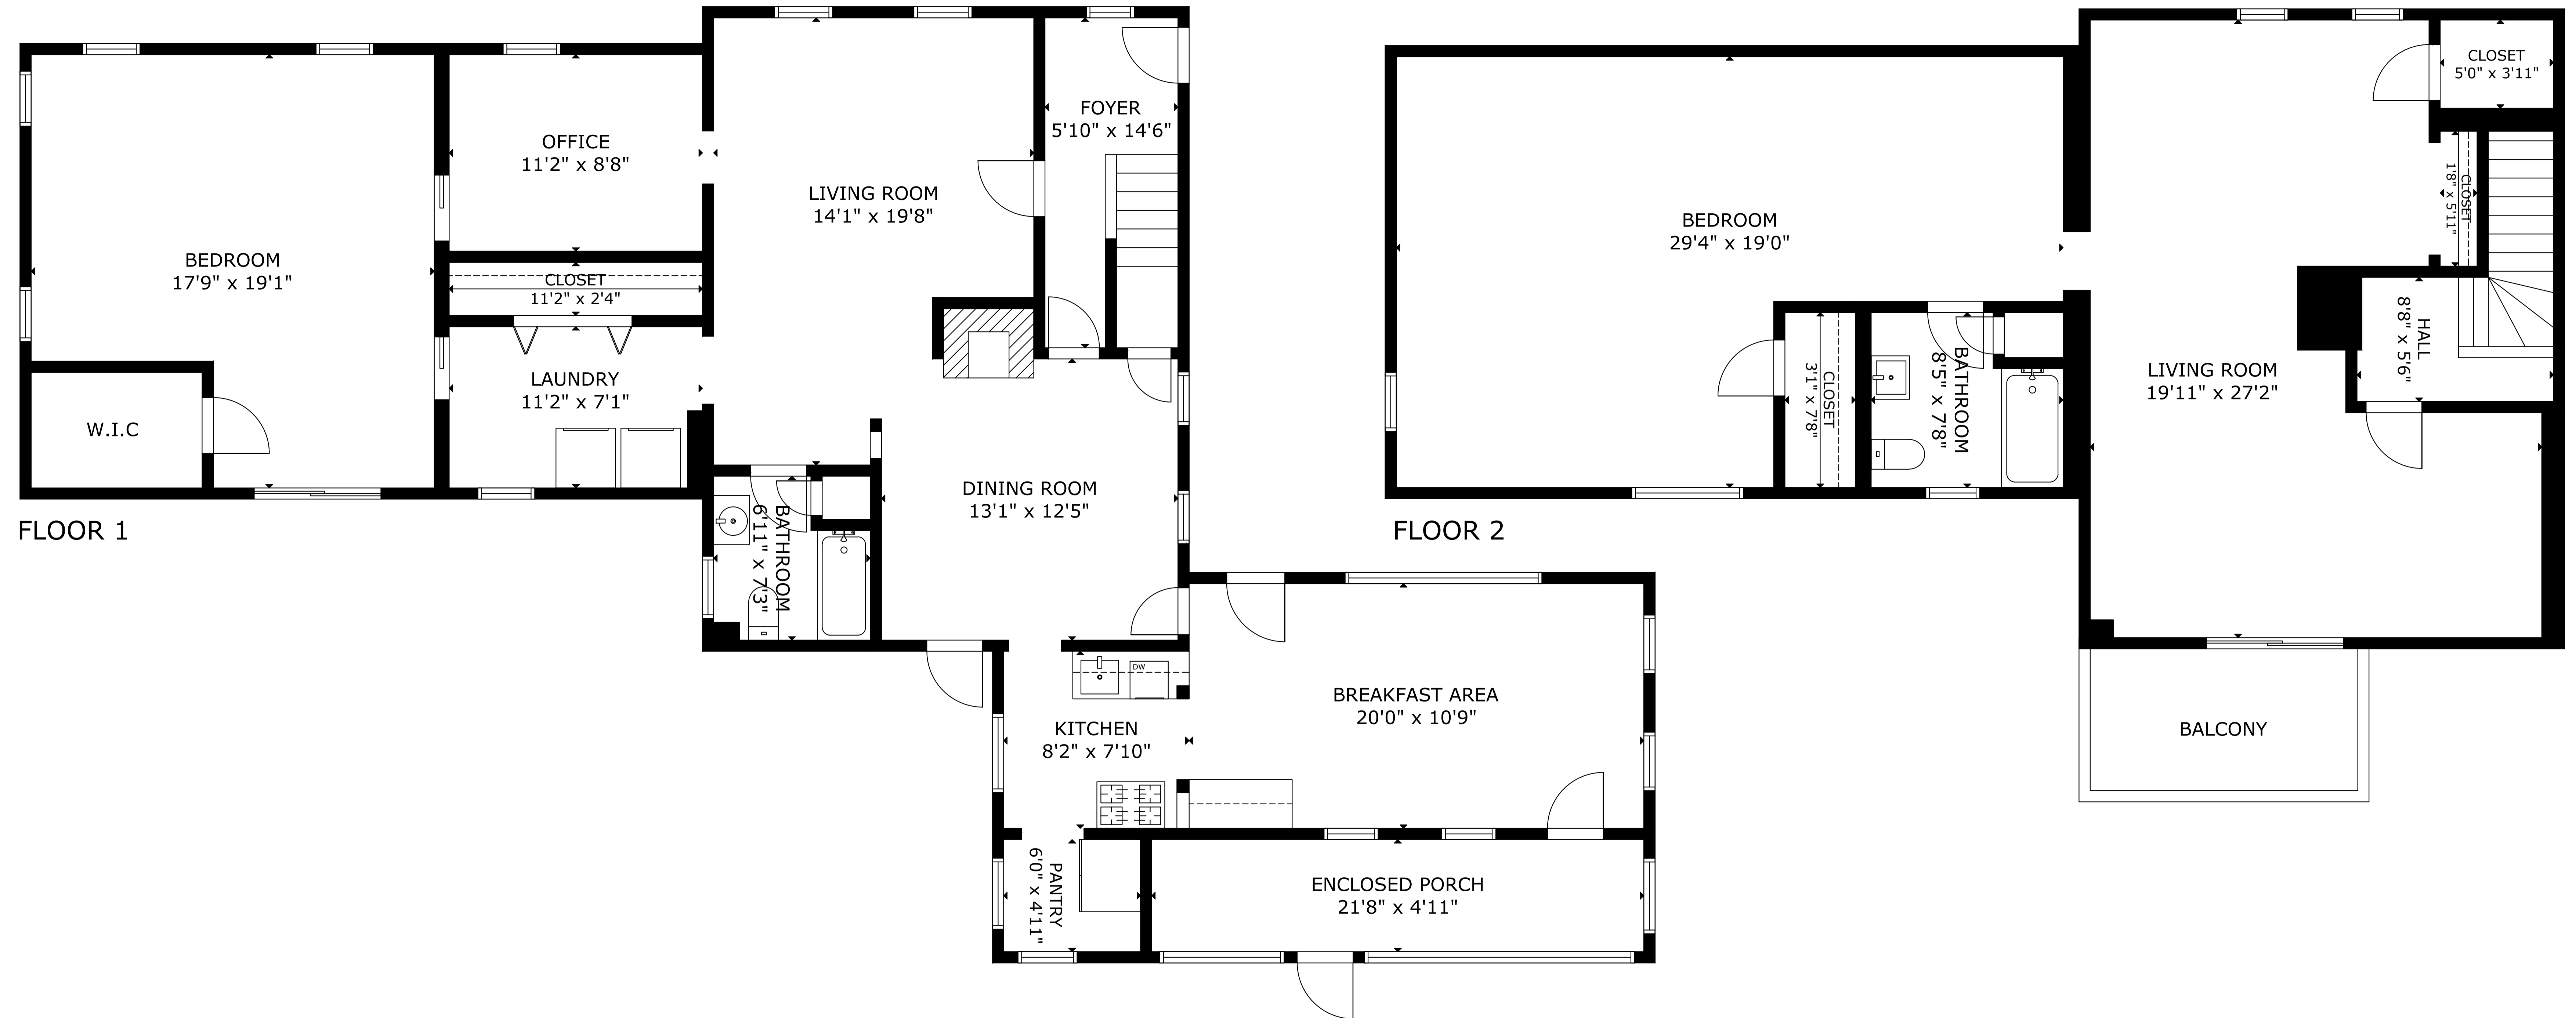 BEDROOM
17'9" x 19'1"
W.I.C
OFFICE
11'2" x 8'8"
CLOSET
11'2" x 2'4"
LAUNDRY
11'2" x 7'1"
LIVING ROOM
14'1" x 19'8"
FOYER
5'10" x 14'6"
BATHROOM
6'11" x 7'3"
DINING ROOM
13'1" x 12'5"
DW
KITCHEN
8'2" x 7'10"
BREAKFAST AREA
20'0" x 10'9"
PANTRY
6'0" x 4'11"
ENCLOSED PORCH
21'8" x 4'11"
FLOOR 1
BEDROOM
29'4" x 19'0"
CLOSET
3'1" x 7'8"
BATHROOM
8'5" x 7'8"
LIVING ROOM
19'11" x 27'2"
CLOSET
5'0" x 3'11"
CLOSET
1'8" x 5'11"
HALL
8'8" x 5'6"
BALCONY
FLOOR 2